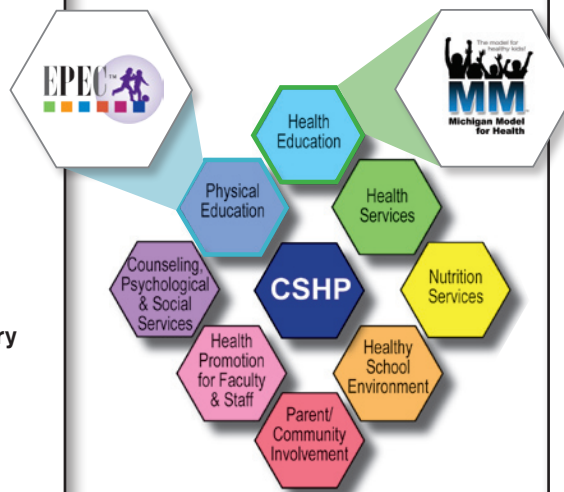 EPEC™
The model for
healthy kids!
MM
Michigan Model
for Health
Health
Education
Physical
Education
Health
Services
Counseling,
Psychological
& Social
Services
CSHP
Nutrition
Services
ry
Health
Promotion
for Faculty
& Staff
Healthy
School
Environment
Parent/
Community
Involvement